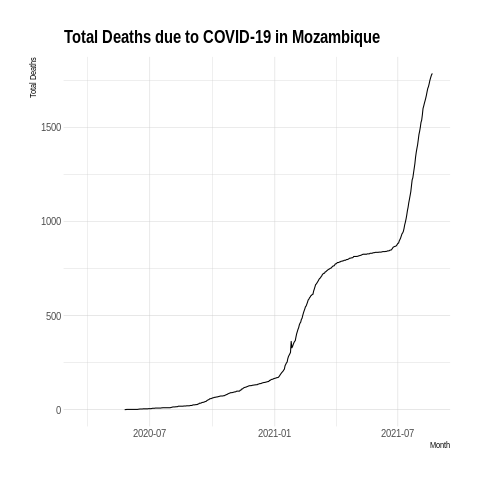 Total Deaths due to COVID-19 in Mozambique
Total Deaths
1500
1000
500
0
2020-07
2021-01
2021-07
Month